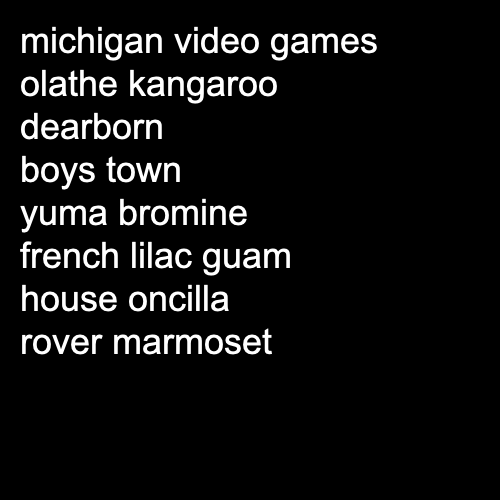 michigan video games
olathe kangaroo
dearborn
boys town
yuma bromine
french lilac guam
house oncilla
rover marmoset